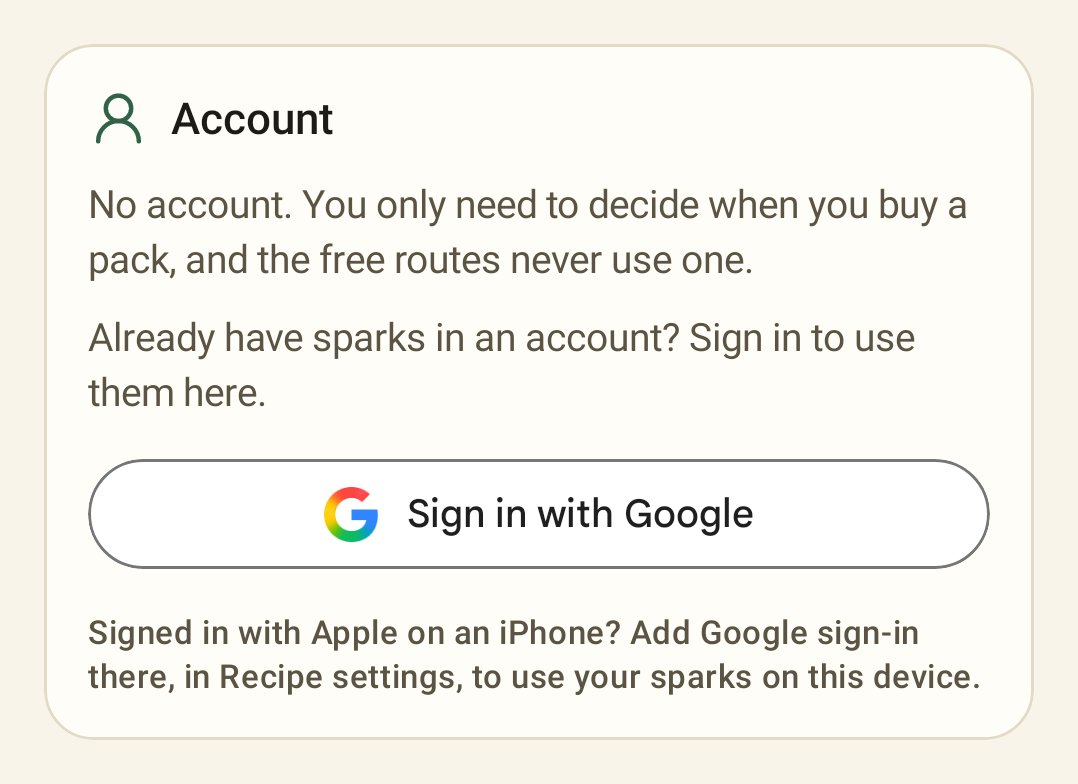 Account
No account. You only need to decide when you buy a
pack, and the free routes never use one.
Already have sparks in an account? Sign in to use
them here.
Sign in with Google
Signed in with Apple on an iPhone? Add Google sign-in
there, in Recipe settings, to use your sparks on this device.